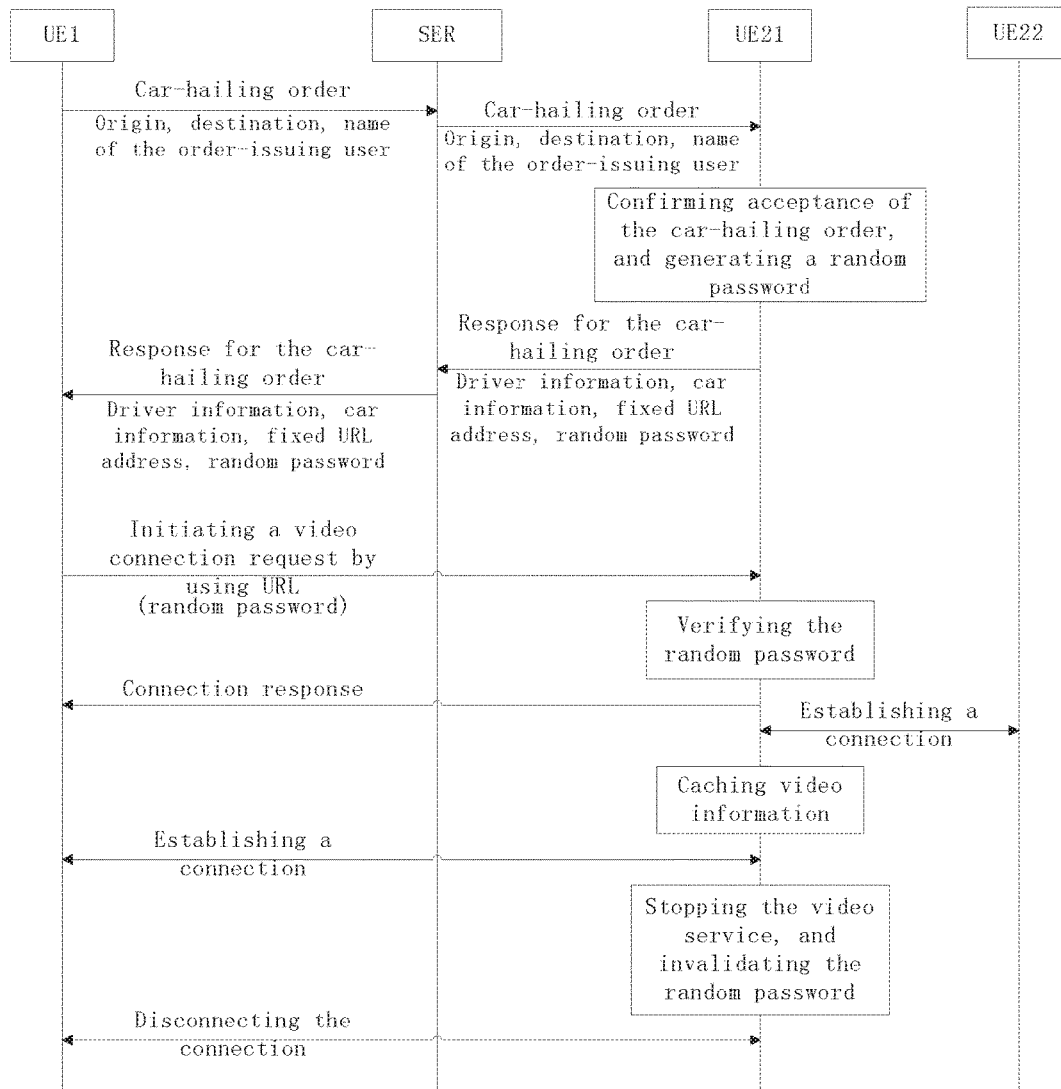 UE1
SER
UE21
UE22
Car-hailing order
Origin, destination, name
of the order-issuing user
Car-hailing order
Origin, destination, name
of the order-issuing user
Confirming acceptance of
the car-hailing order,
and generating a random
password
Response for the car-
hailing order
Driver information, car
information, fixed URL
address, random password
Response for the car-
hailing order
Driver information, car
information, fixed URL
address, random password
Initiating a video
connection request by
using URL
(random password)
Verifying the
random password
Connection response
Establishing a
connection
Caching video
information
Establishing a
connection
Stopping the video
service, and
invalidating the
random password
Disconnecting the
connection